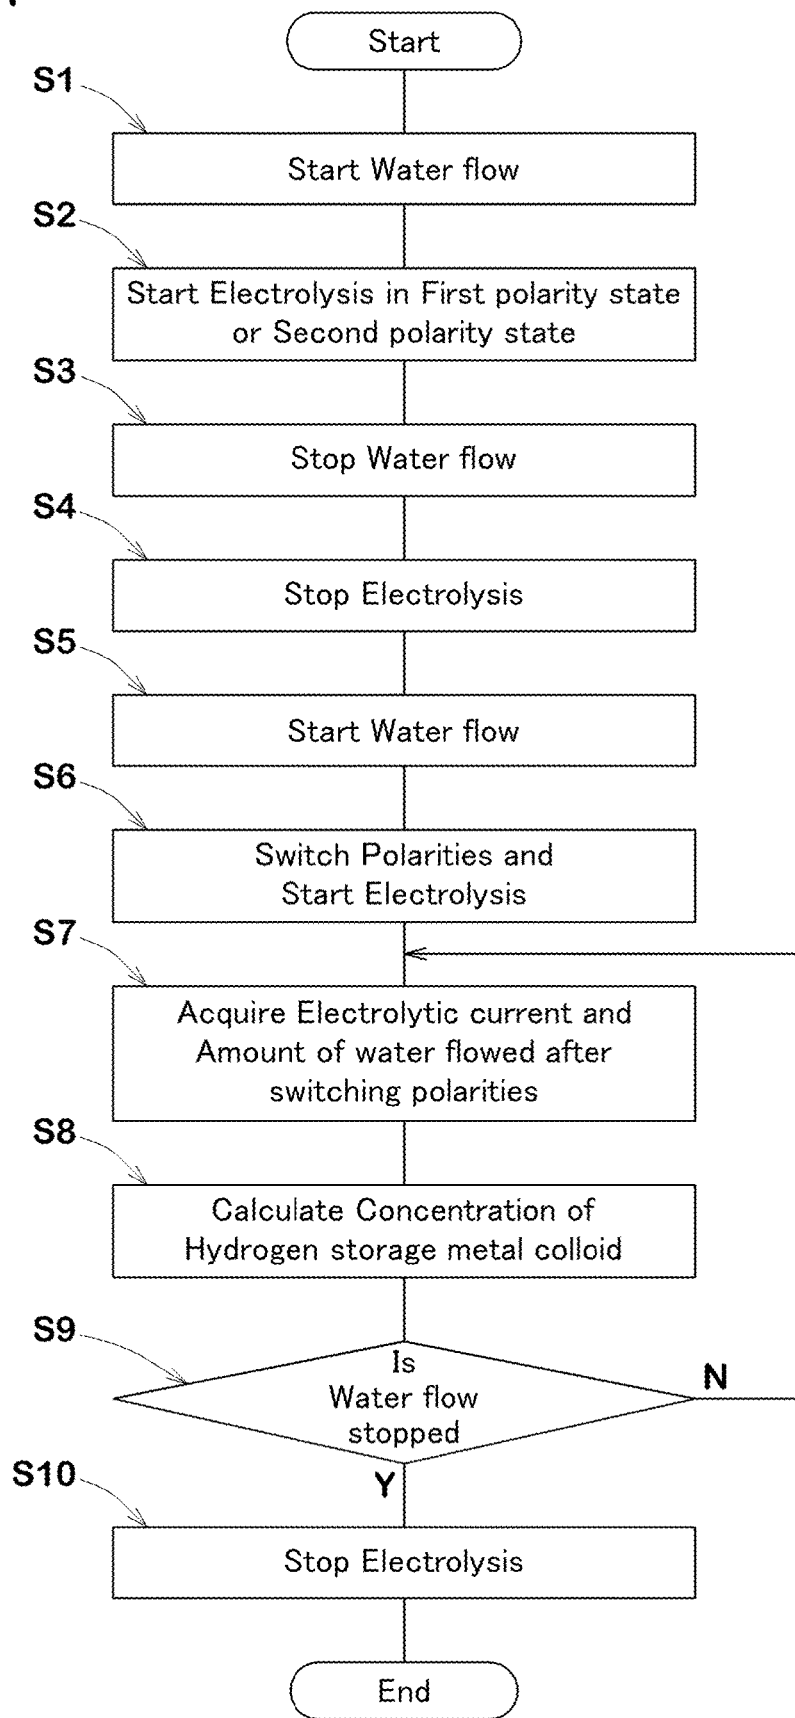 Start
S1
Start Water flow
S2
Start Electrolysis in First polarity state
or Second polarity state
S3
Stop Water flow
S4
Stop Electrolysis
S5
Start Water flow
S6
Switch Polarities and
Start Electrolysis
S7
Acquire Electrolytic current and
Amount of water flowed after
switching polarities
S8
Calculate Concentration of
Hydrogen storage metal colloid
S9
Is
Water flow
stopped
N
Y
S10
Stop Electrolysis
End